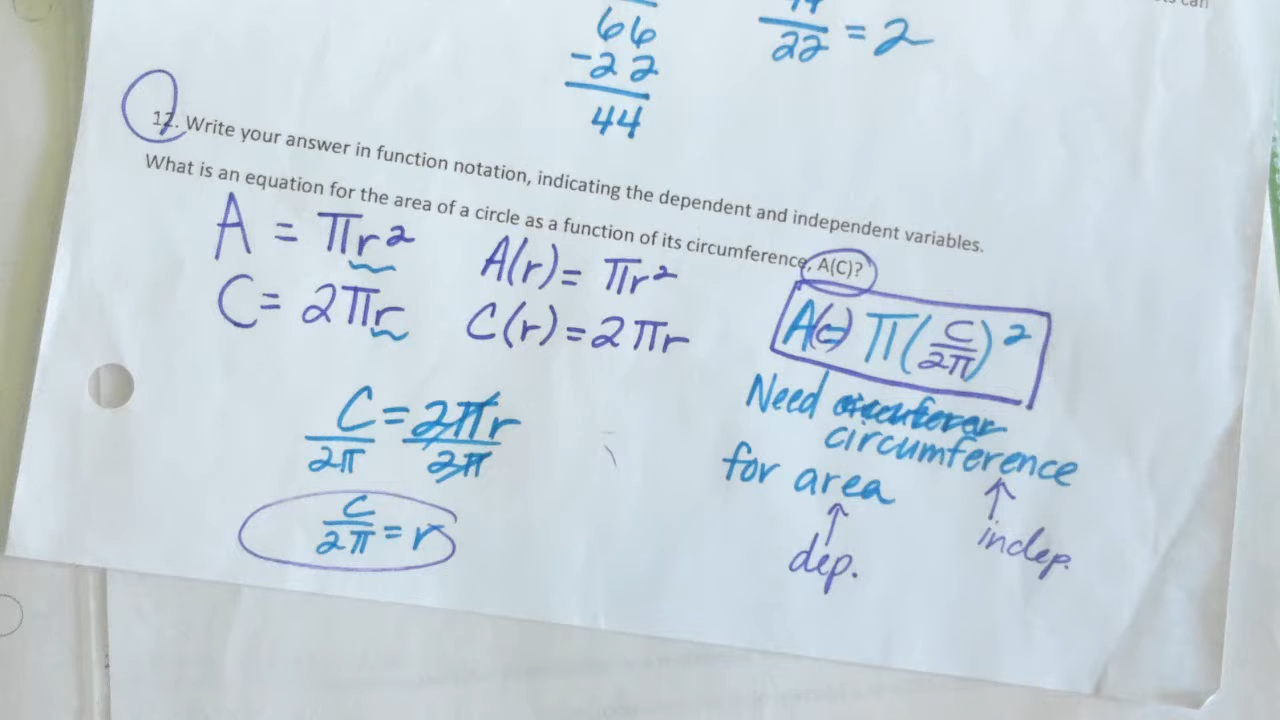 66
-22
44
22 = 2
12. Write your answer in function notation, indicating the dependent and independent variables.
What is an equation for the area of a circle as a function of its circumference, A(C)?
A = πr²
A(r) = πr²
C = 2πr
C(r) = 2πr
A(C) = π(C/2π)²
C/2π = 2πr/2π
C/2π = r
Need
circumference
for area
dep.
indep.